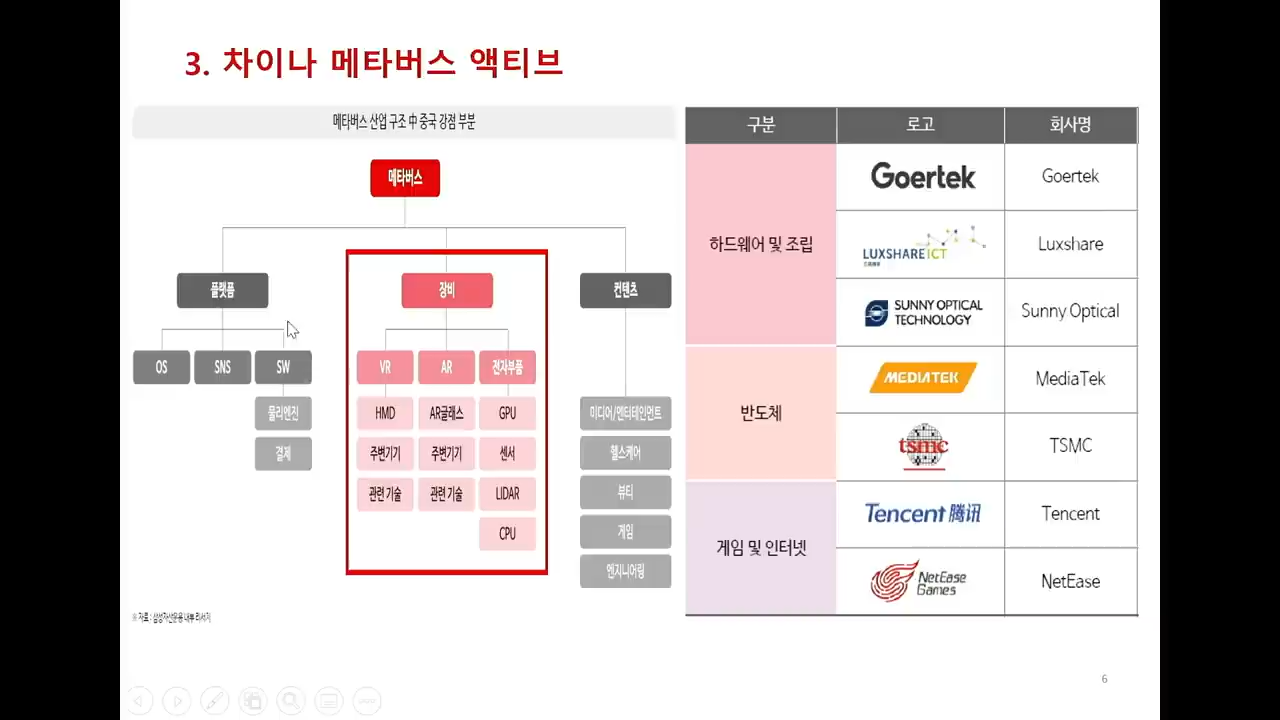 3. 차이나 메타버스 액티브
메타버스 산업 구조 中 중국 강점 부분
메타버스
플랫폼
장비
컨텐츠
OS
SNS
SW
VR
AR
전자부품
물리엔진
결제
HMD
AR글래스
GPU
주변기기
주변기기
센서
관련 기술
관련 기술
LIDAR
CPU
미디어/엔터테인먼트
헬스케어
뷰티
게임
엔지니어링
※ 자료 : 삼성자산운용 내부 리서치
구분
로고
회사명
하드웨어 및 조립
Goertek
Goertek
LUXSHARE ICT
Luxshare
SUNNY OPTICAL
TECHNOLOGY
Sunny Optical
반도체
MEDIATEK
MediaTek
tsmc
TSMC
게임 및 인터넷
Tencent 腾讯
Tencent
NetEase
Games
NetEase
6